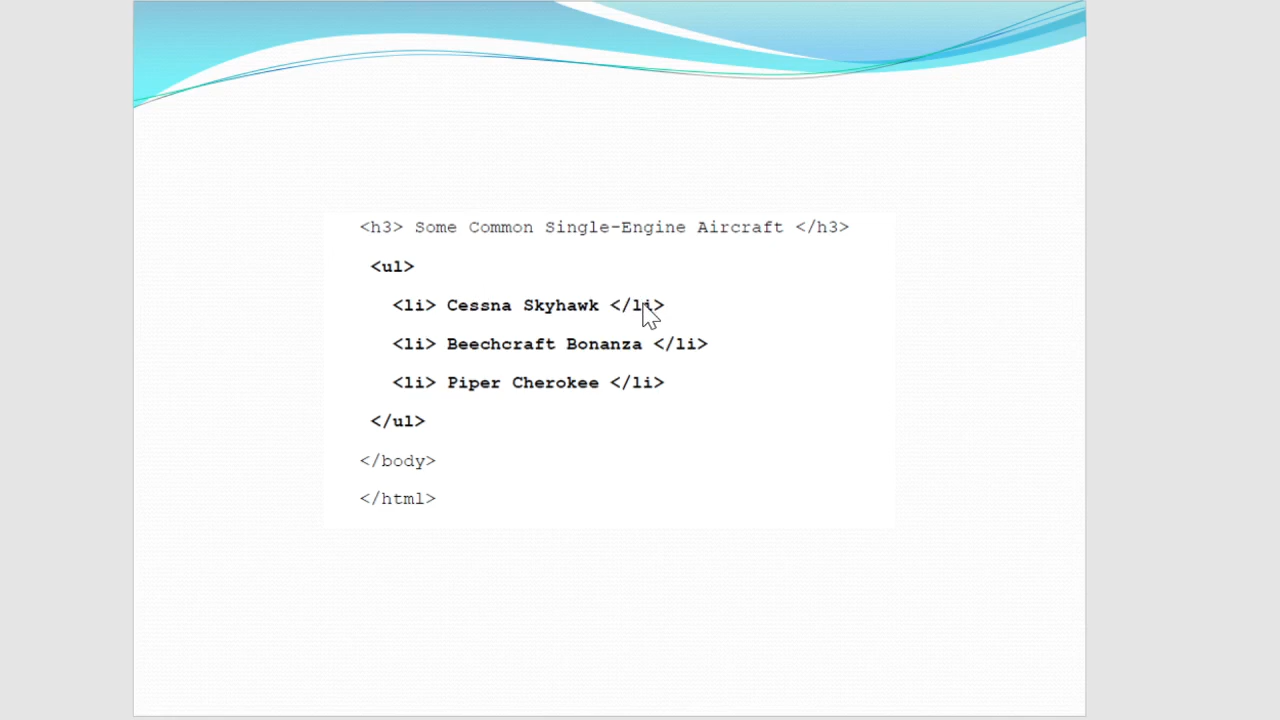 <h3> Some Common Single-Engine Aircraft </h3>
<ul>
<li> Cessna Skyhawk </li>
<li> Beechcraft Bonanza </li>
<li> Piper Cherokee </li>
</ul>
</body>
</html>